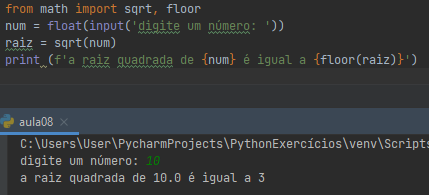 from math import sqrt, floor
num = float(input('digite um número: '))
raiz = sqrt(num)
print (f'a raiz quadrada de {num} é igual a {floor(raiz)}')
aula08 ×
C:\Users\User\PycharmProjects\PythonExercícios\venv\Scripts
digite um número: 10
a raiz quadrada de 10.0 é igual a 3